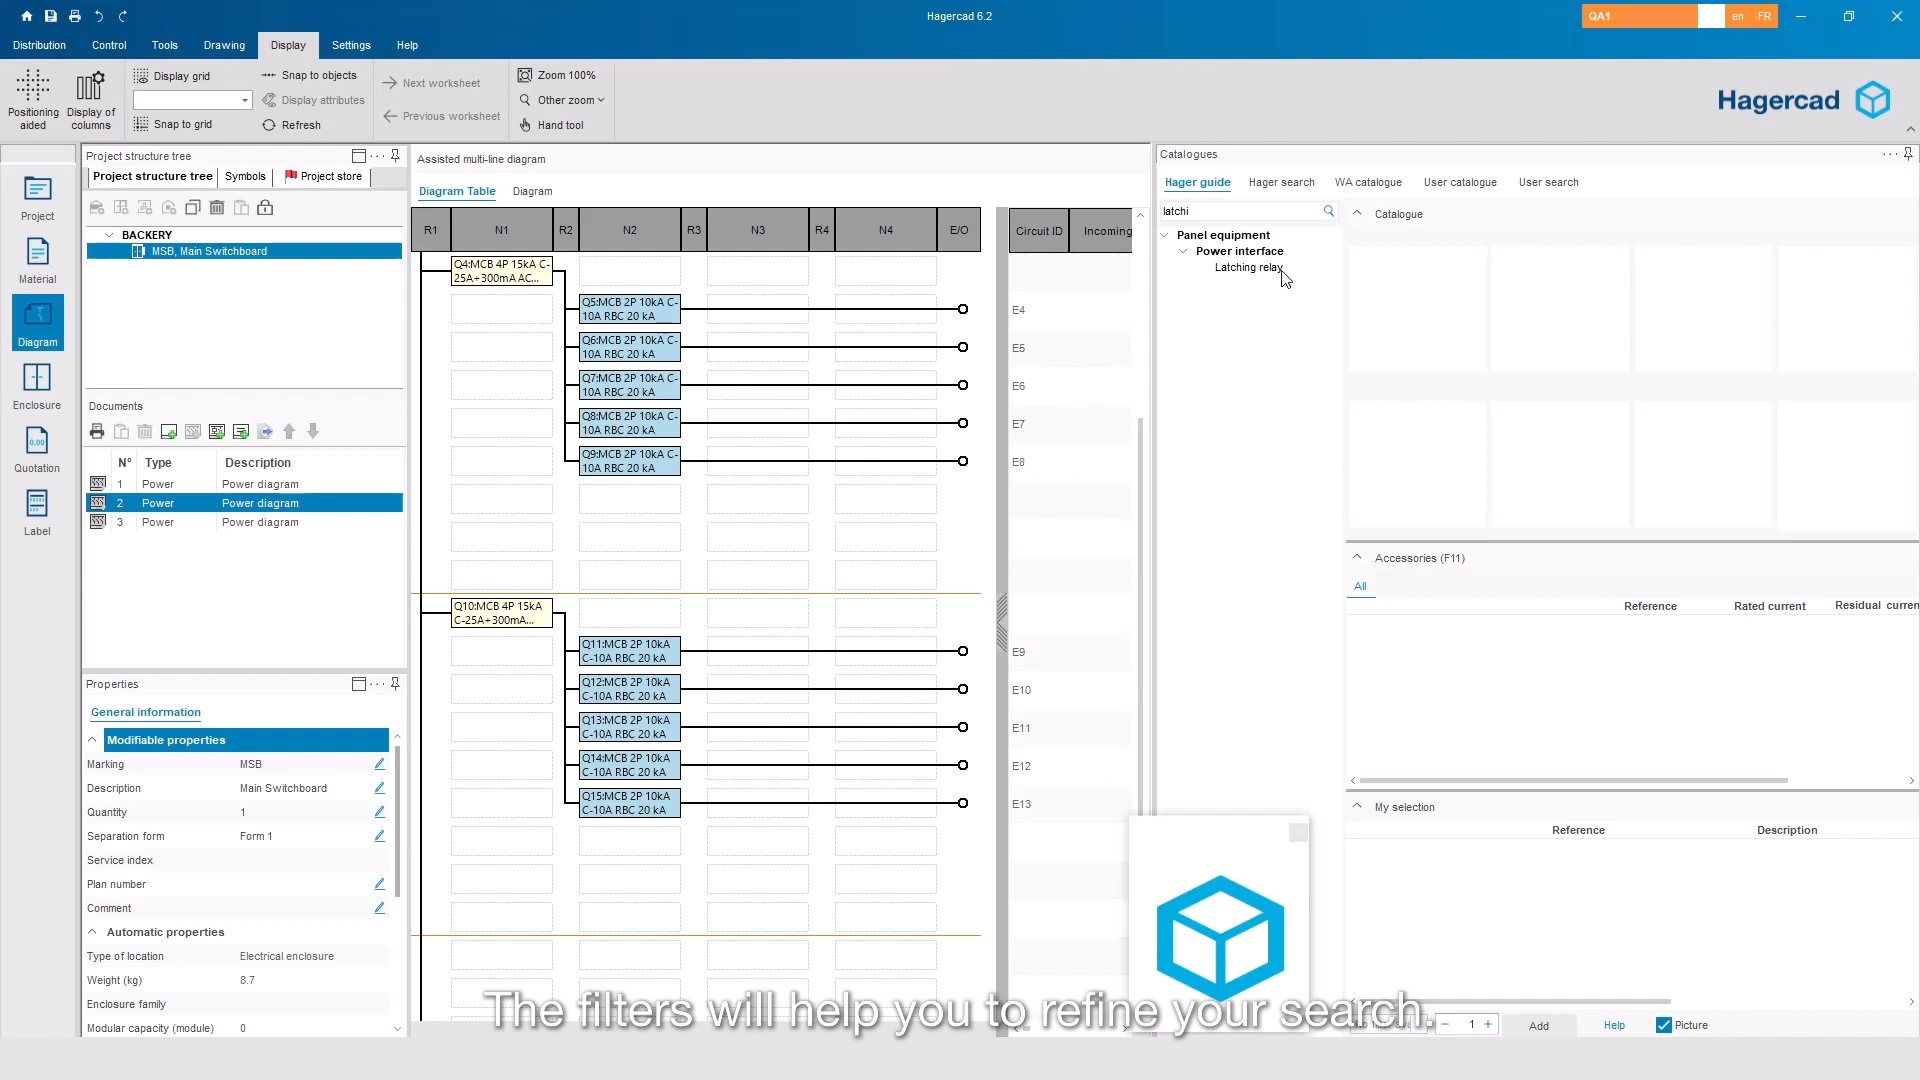 Hagercad 6.2
QA1
en
FR
Distribution
Control
Tools
Drawing
Display
Settings
Help
Positioning
aided
Display of
columns
Display grid
Snap to grid
Snap to objects
Display attributes
Refresh
Next worksheet
Previous worksheet
Zoom 100%
Other zoom
Hand tool
Hagercad
Project
Material
Diagram
Enclosure
0.00
Quotation
Label
Project structure tree
Project structure tree
Symbols
Project store
BACKERY
MSB, Main Switchboard
Documents
N° Type Description
1 Power Power diagram
2 Power Power diagram
3 Power Power diagram
Properties
General information
Modifiable properties
Marking MSB
Description Main Switchboard
Quantity 1
Separation form Form 1
Service index
Plan number
Comment
Automatic properties
Type of location Electrical enclosure
Weight (kg) 8.7
Enclosure family
Modular capacity (module) 0
Assisted multi-line diagram
Diagram Table
Diagram
R1 N1 R2 N2 R3 N3 R4 N4 E/O
Circuit ID Incoming
Q4:MCB 4P 15kA C-
25A+300mA AC...
Q5:MCB 2P 10kA C-
10A RBC 20 kA
E4
Q6:MCB 2P 10kA C-
10A RBC 20 kA
E5
Q7:MCB 2P 10kA C-
10A RBC 20 kA
E6
Q8:MCB 2P 10kA C-
10A RBC 20 kA
E7
Q9:MCB 2P 10kA C-
10A RBC 20 kA
E8
Q10:MCB 4P 15kA
C-25A+300mA...
Q11:MCB 2P 10kA
C-10A RBC 20 kA
E9
Q12:MCB 2P 10kA
C-10A RBC 20 kA
E10
Q13:MCB 2P 10kA
C-10A RBC 20 kA
E11
Q14:MCB 2P 10kA
C-10A RBC 20 kA
E12
Q15:MCB 2P 10kA
C-10A RBC 20 kA
E13
Catalogues
Hager guide
Hager search
WA catalogue
User catalogue
User search
latchi
Panel equipment
Power interface
Latching relay
Catalogue
Accessories (F11)
All
Reference Rated current Residual curren
My selection
Reference Description
1
Add
Help
Picture
The filters will help you to refine your search.